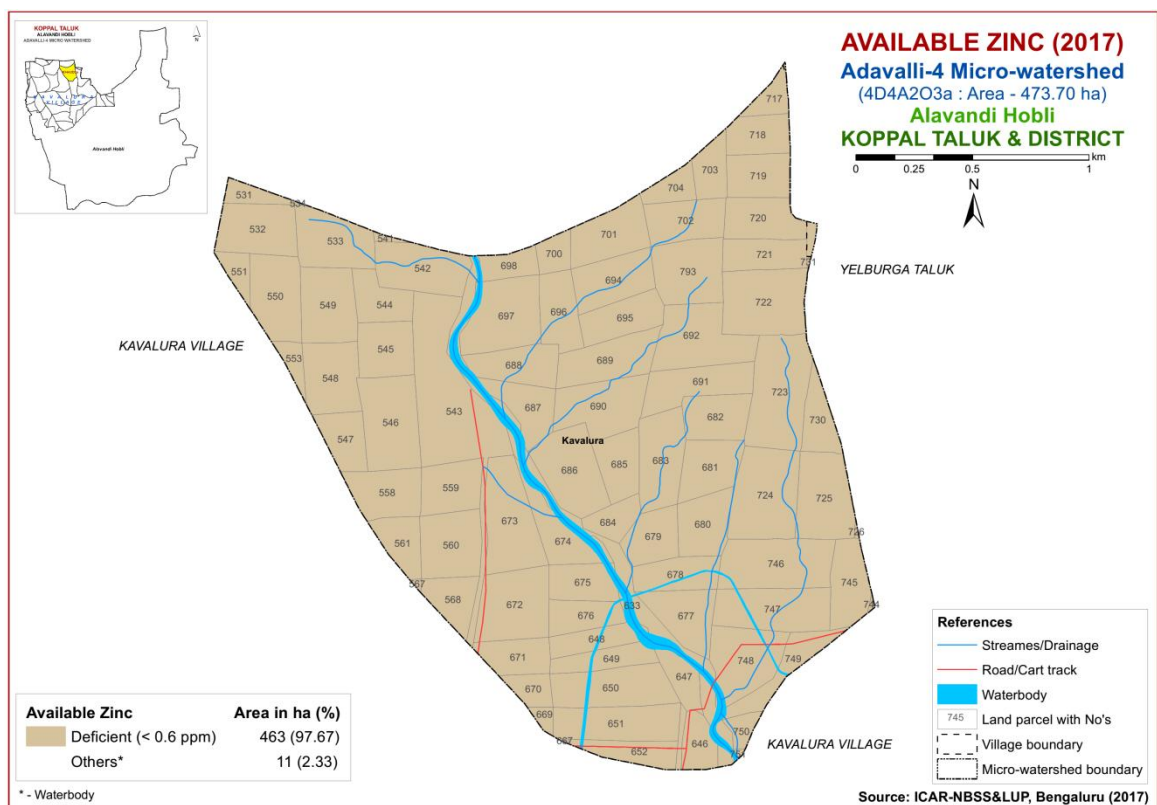 KOPPAL TALUK
ALAVANDI HOBLI
ADAVALLI-4 MICRO WATERSHED
N
KAVALURA
VILLAGE
Alavandi Hobli
AVAILABLE ZINC (2017)
Adavalli-4 Micro-watershed
(4D4A2O3a : Area - 473.70 ha)
Alavandi Hobli
KOPPAL TALUK & DISTRICT
km
0 0.25 0.5 1
N
717
718
703 719
704
531
534 702 720
532 533 541 701
542 698 700 721 731
YELBURGA TALUK
551 793
550 549 544 694 722
697 696 695
KAVALURA VILLAGE
545 692
553 688 689
548 691 723
543 687 690 682 730
546
547 Kavalura
686 685 683 681
558 559 724 725
673 684 680
674 679 726
561 560
678 746
567 675 745
568 672 633 744
676 677 747
648
671 649 748 749
647
670 650
669 651 750
667 652 646 751
KAVALURA VILLAGE
Available Zinc Area in ha (%)
Deficient (< 0.6 ppm) 463 (97.67)
Others* 11 (2.33)
* - Waterbody
References
Streames/Drainage
Road/Cart track
Waterbody
745 Land parcel with No's
Village boundary
Micro-watershed boundary
Source: ICAR-NBSS&LUP, Bengaluru (2017)